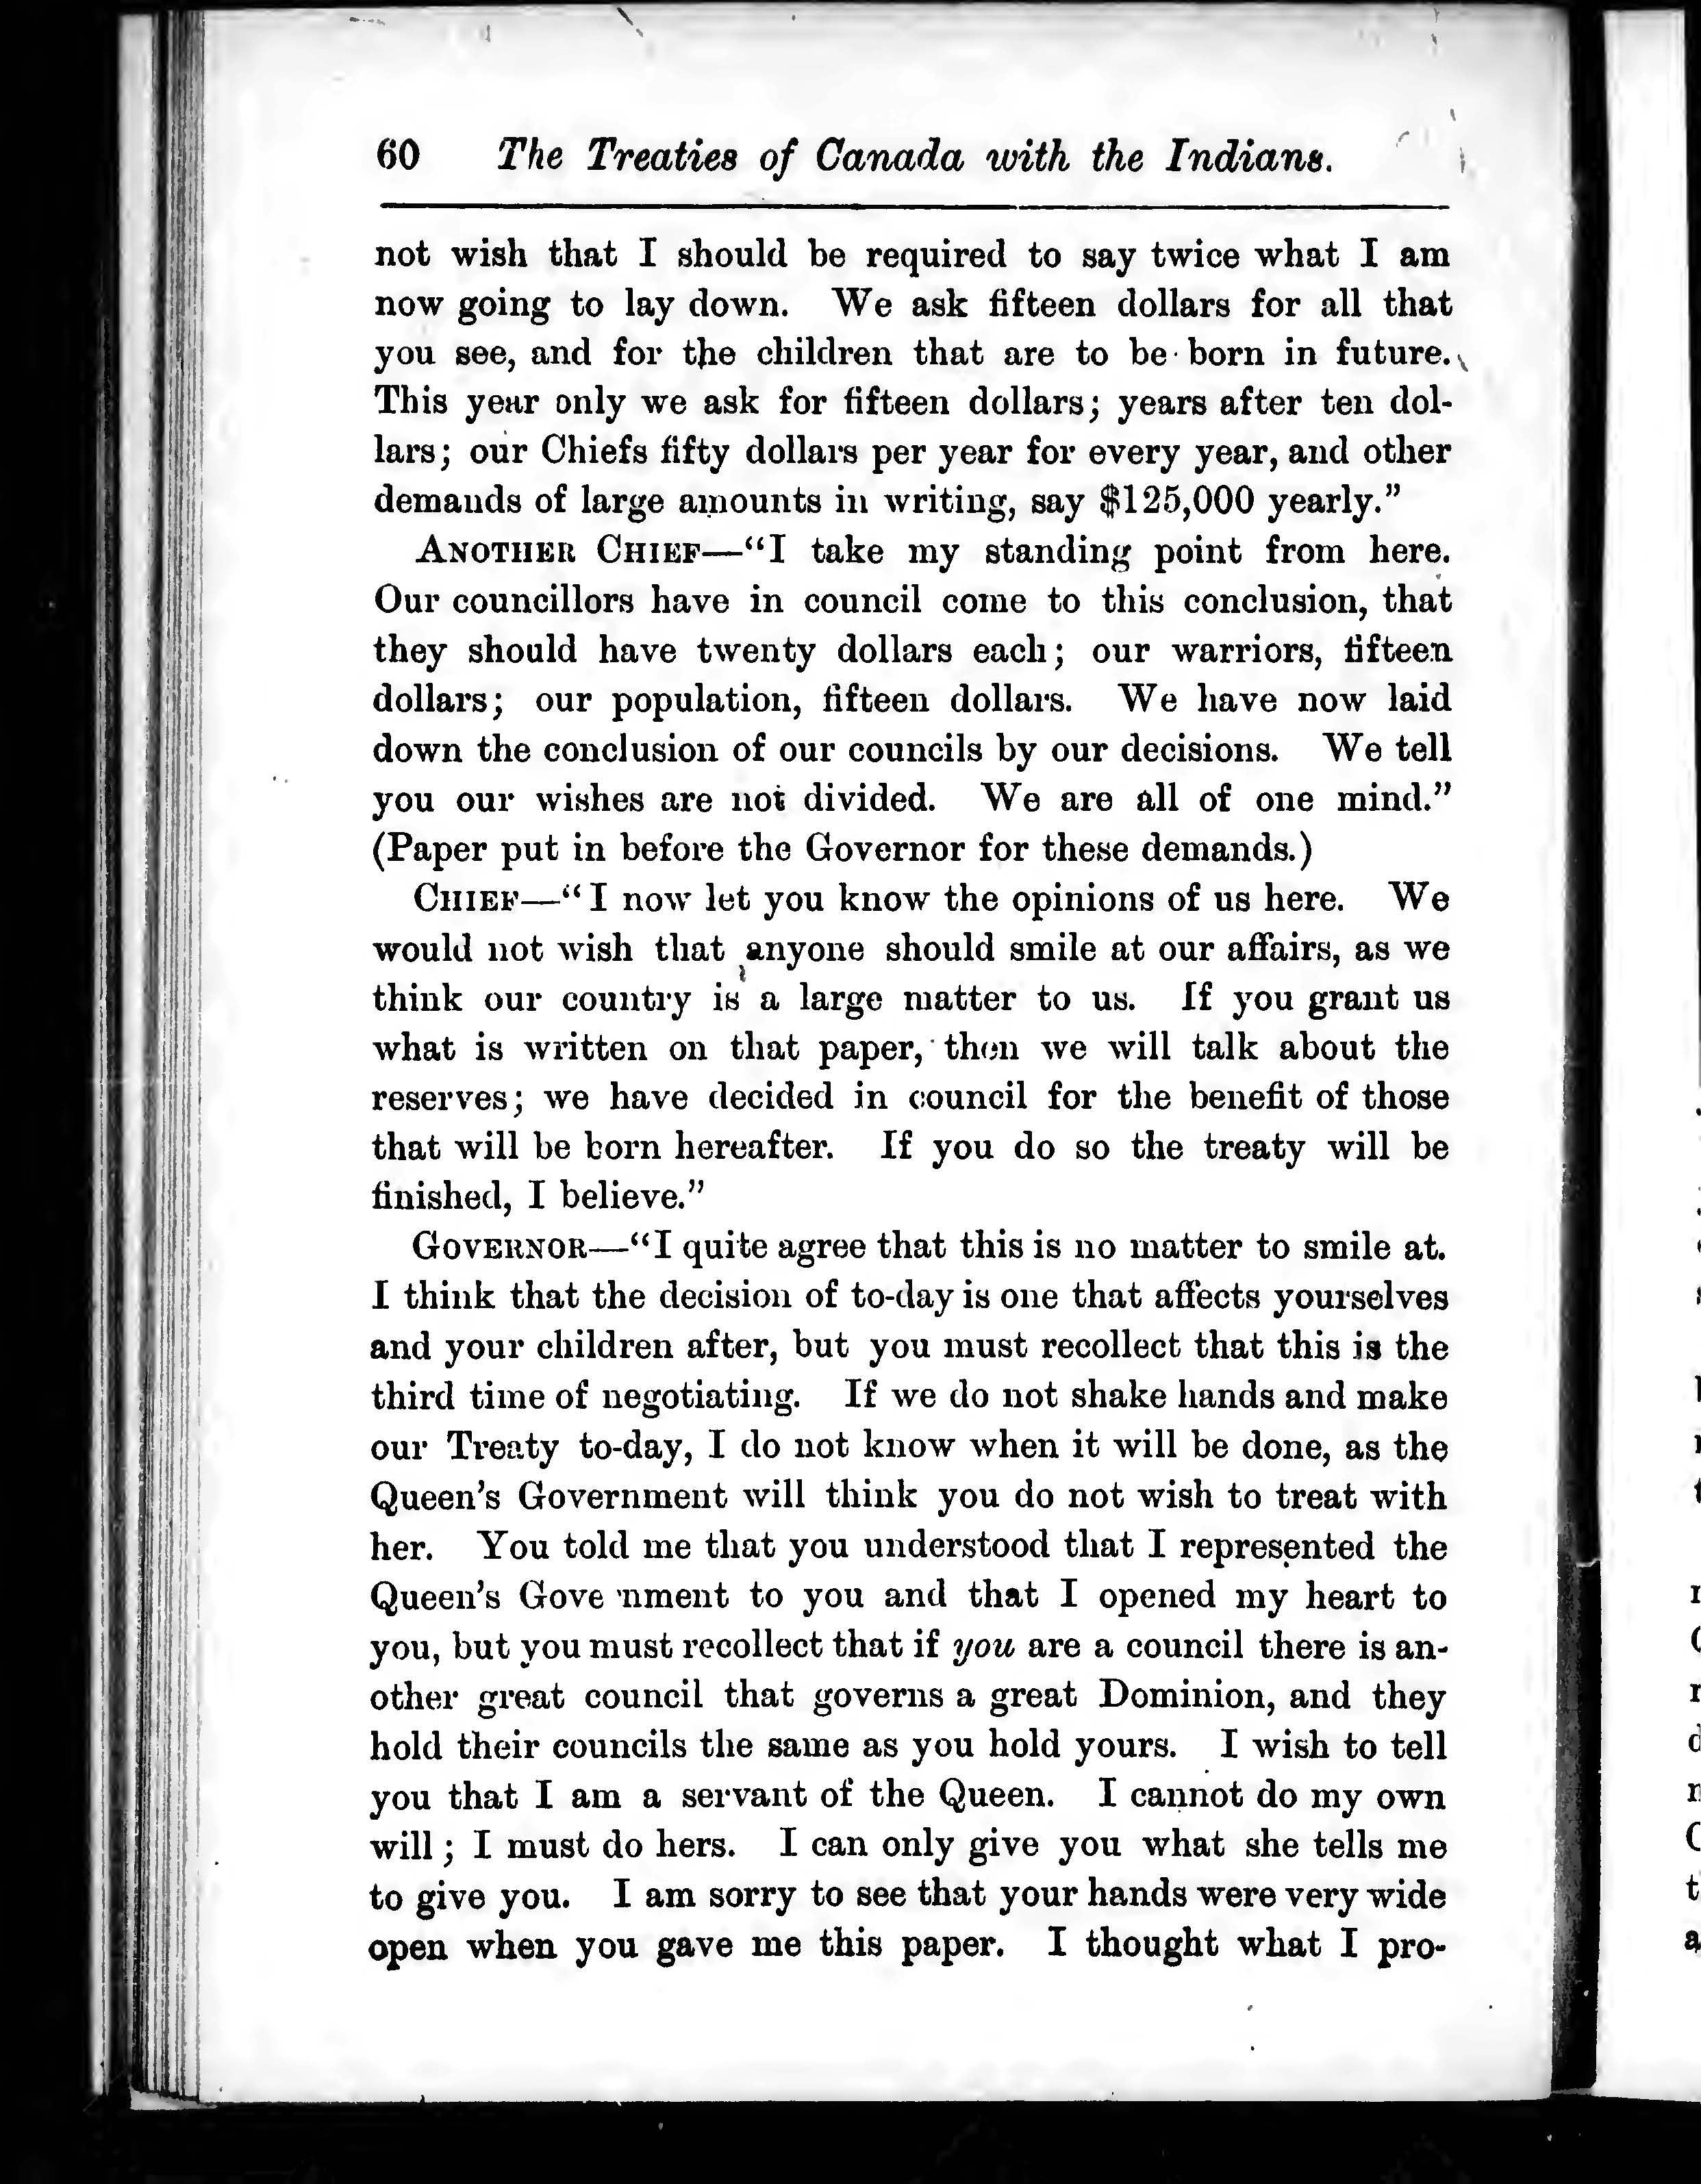 60 The Treaties of Canada with the Indians.
not wish that I should be required to say twice what I am
now going to lay down. We ask fifteen dollars for all that
you see, and for the children that are to be born in future.
This year only we ask for fifteen dollars; years after ten dol-
lars; our Chiefs fifty dollars per year for every year, and other
demands of large amounts in writing, say $125,000 yearly.”
ANOTHER CHIEF—“I take my standing point from here.
Our councillors have in council come to this conclusion, that
they should have twenty dollars each; our warriors, fifteen
dollars; our population, fifteen dollars. We have now laid
down the conclusion of our councils by our decisions. We tell
you our wishes are not divided. We are all of one mind.”
(Paper put in before the Governor for these demands.)
CHIEF—“I now let you know the opinions of us here. We
would not wish that anyone should smile at our affairs, as we
think our country is a large matter to us. If you grant us
what is written on that paper, then we will talk about the
reserves; we have decided in council for the benefit of those
that will be born hereafter. If you do so the treaty will be
finished, I believe.”
GOVERNOR—“I quite agree that this is no matter to smile at.
I think that the decision of to-day is one that affects yourselves
and your children after, but you must recollect that this is the
third time of negotiating. If we do not shake hands and make
our Treaty to-day, I do not know when it will be done, as the
Queen’s Government will think you do not wish to treat with
her. You told me that you understood that I represented the
Queen’s Gove 'nment to you and that I opened my heart to
you, but you must recollect that if you are a council there is an-
other great council that governs a great Dominion, and they
hold their councils the same as you hold yours. I wish to tell
you that I am a servant of the Queen. I cannot do my own
will; I must do hers. I can only give you what she tells me
to give you. I am sorry to see that your hands were very wide
open when you gave me this paper. I thought what I pro-